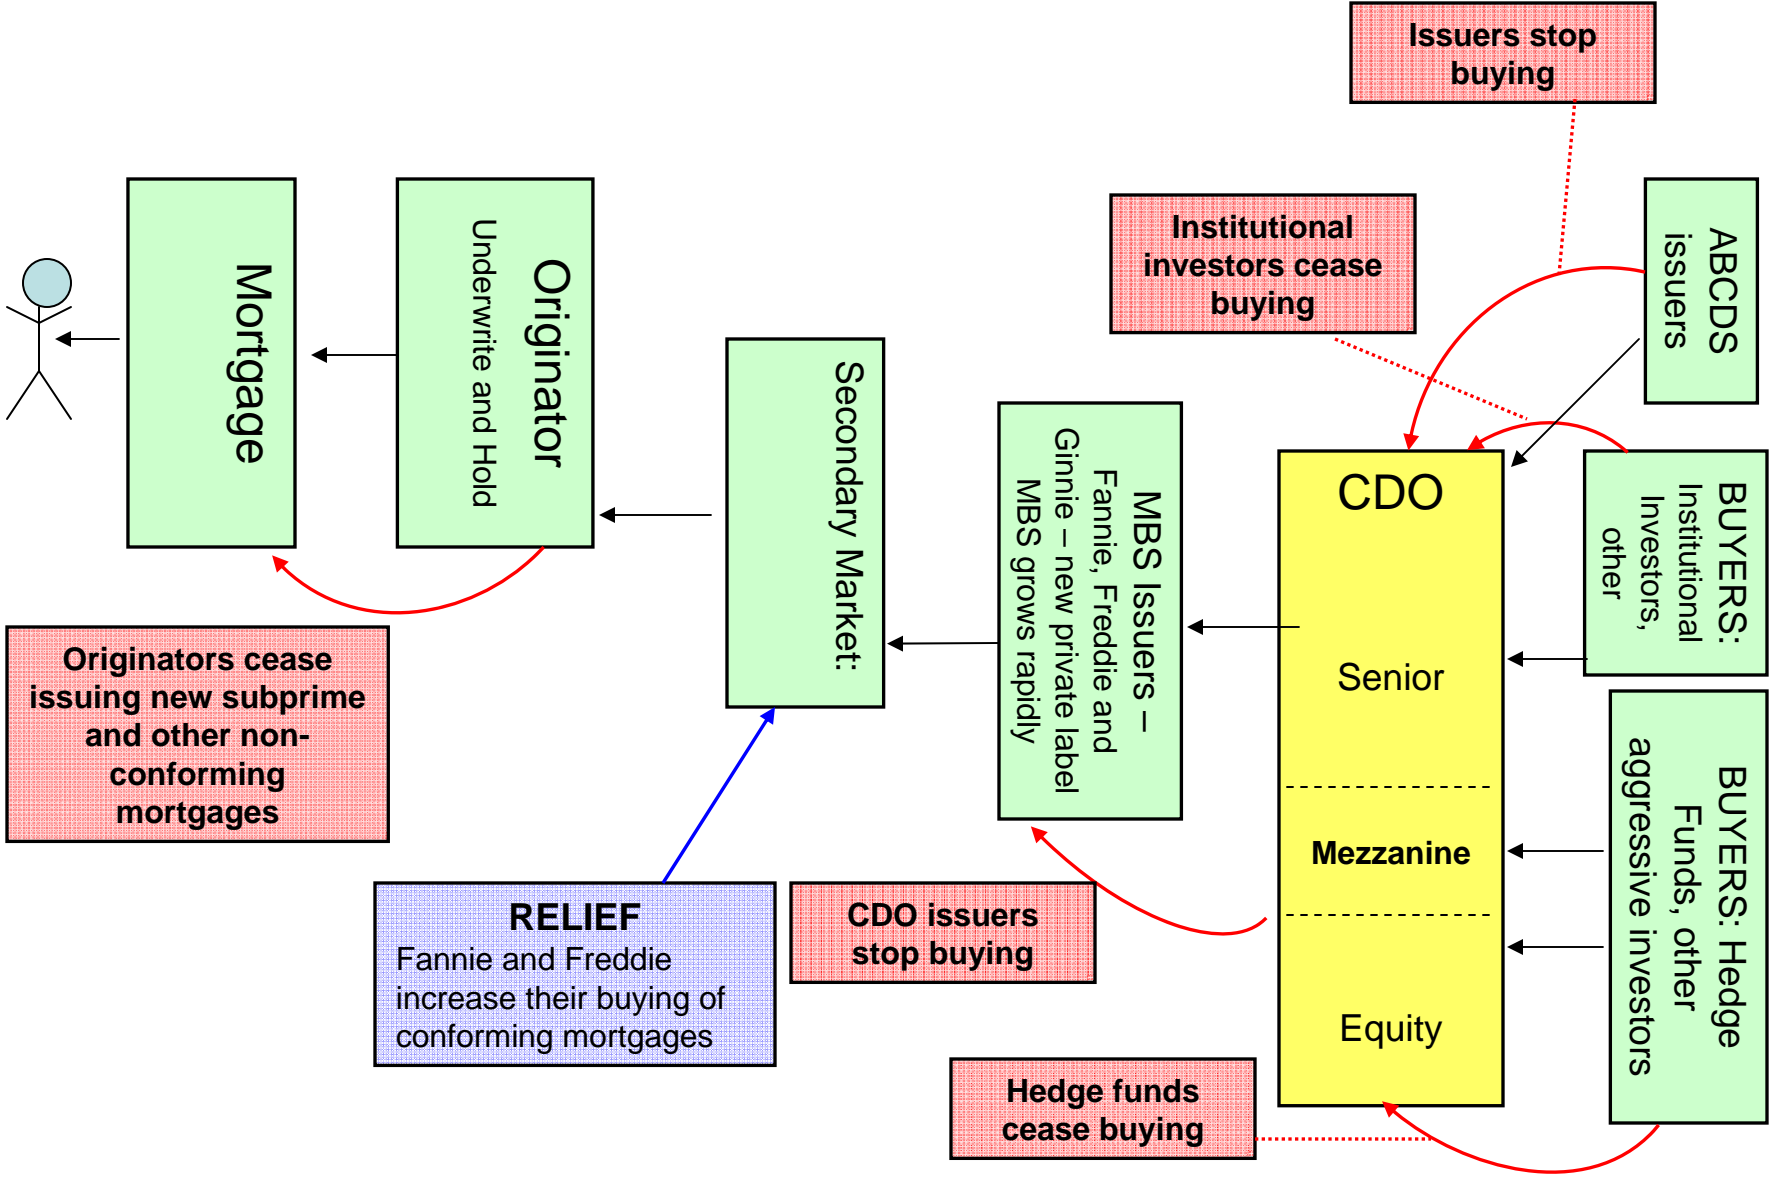 Issuers stop
buying
Institutional
investors cease
buying
ABCDS
issuers
Mortgage
Originator
Underwrite and Hold
Secondary Market:
MBS Issuers –
Fannie, Freddie and
Ginnie – new private label
MBS grows rapidly
CDO
Senior
Mezzanine
Equity
BUYERS:
Institutional
Investors,
other
BUYERS: Hedge
Funds, other
aggressive investors
Originators cease
issuing new subprime
and other non-
conforming
mortgages
RELIEF
Fannie and Freddie
increase their buying of
conforming mortgages
CDO issuers
stop buying
Hedge funds
cease buying